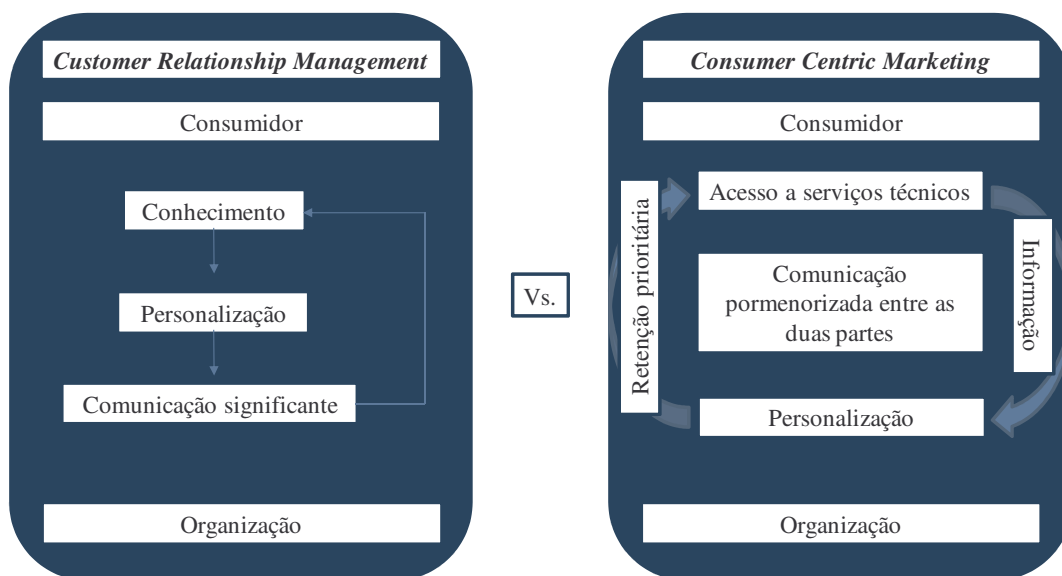 Customer Relationship Management
Consumidor
Conhecimento
Personalização
Comunicação significante
Organização
Vs.
Consumer Centric Marketing
Consumidor
Retenção prioritária
Acesso a serviços técnicos
Comunicação
pormenorizada entre as
duas partes
Informação
Personalização
Organização